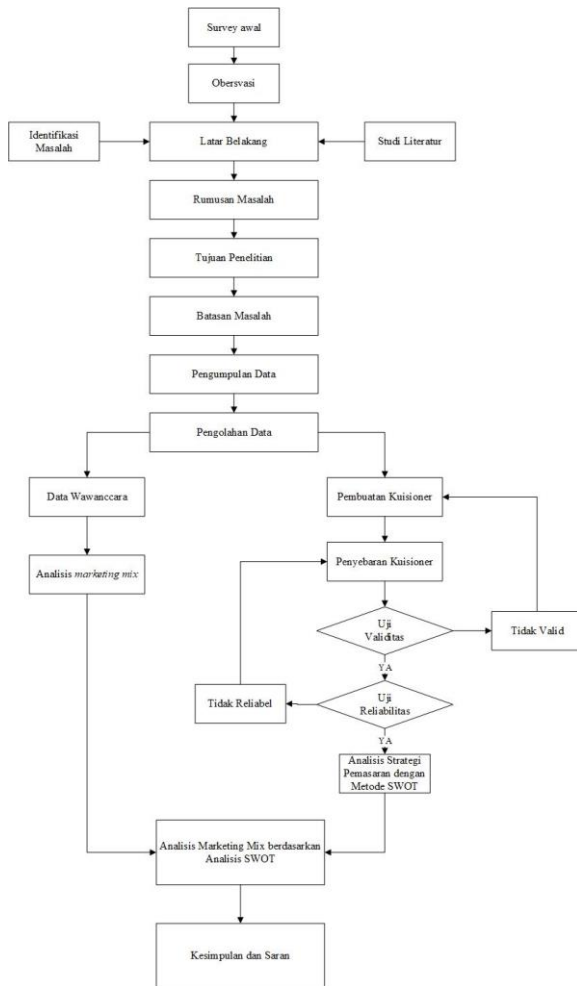 Survey awal
Obersvasi
Identifikasi
Masalah
Latar Belakang
Studi Literatur
Rumusan Masalah
Tujuan Penelitian
Batasan Masalah
Pengumpulan Data
Pengolahan Data
Data Wawanccara
Pembuatan Kuisioner
Analisis marketing mix
Penyebaran Kuisioner
Uji
Validitas
Tidak Valid
YA
Tidak Reliabel
Uji
Reliabilitas
YA
Analisis Strategi
Pemasaran dengan
Metode SWOT
Analisis Marketing Mix berdasarkan
Analisis SWOT
Kesimpulan dan Saran